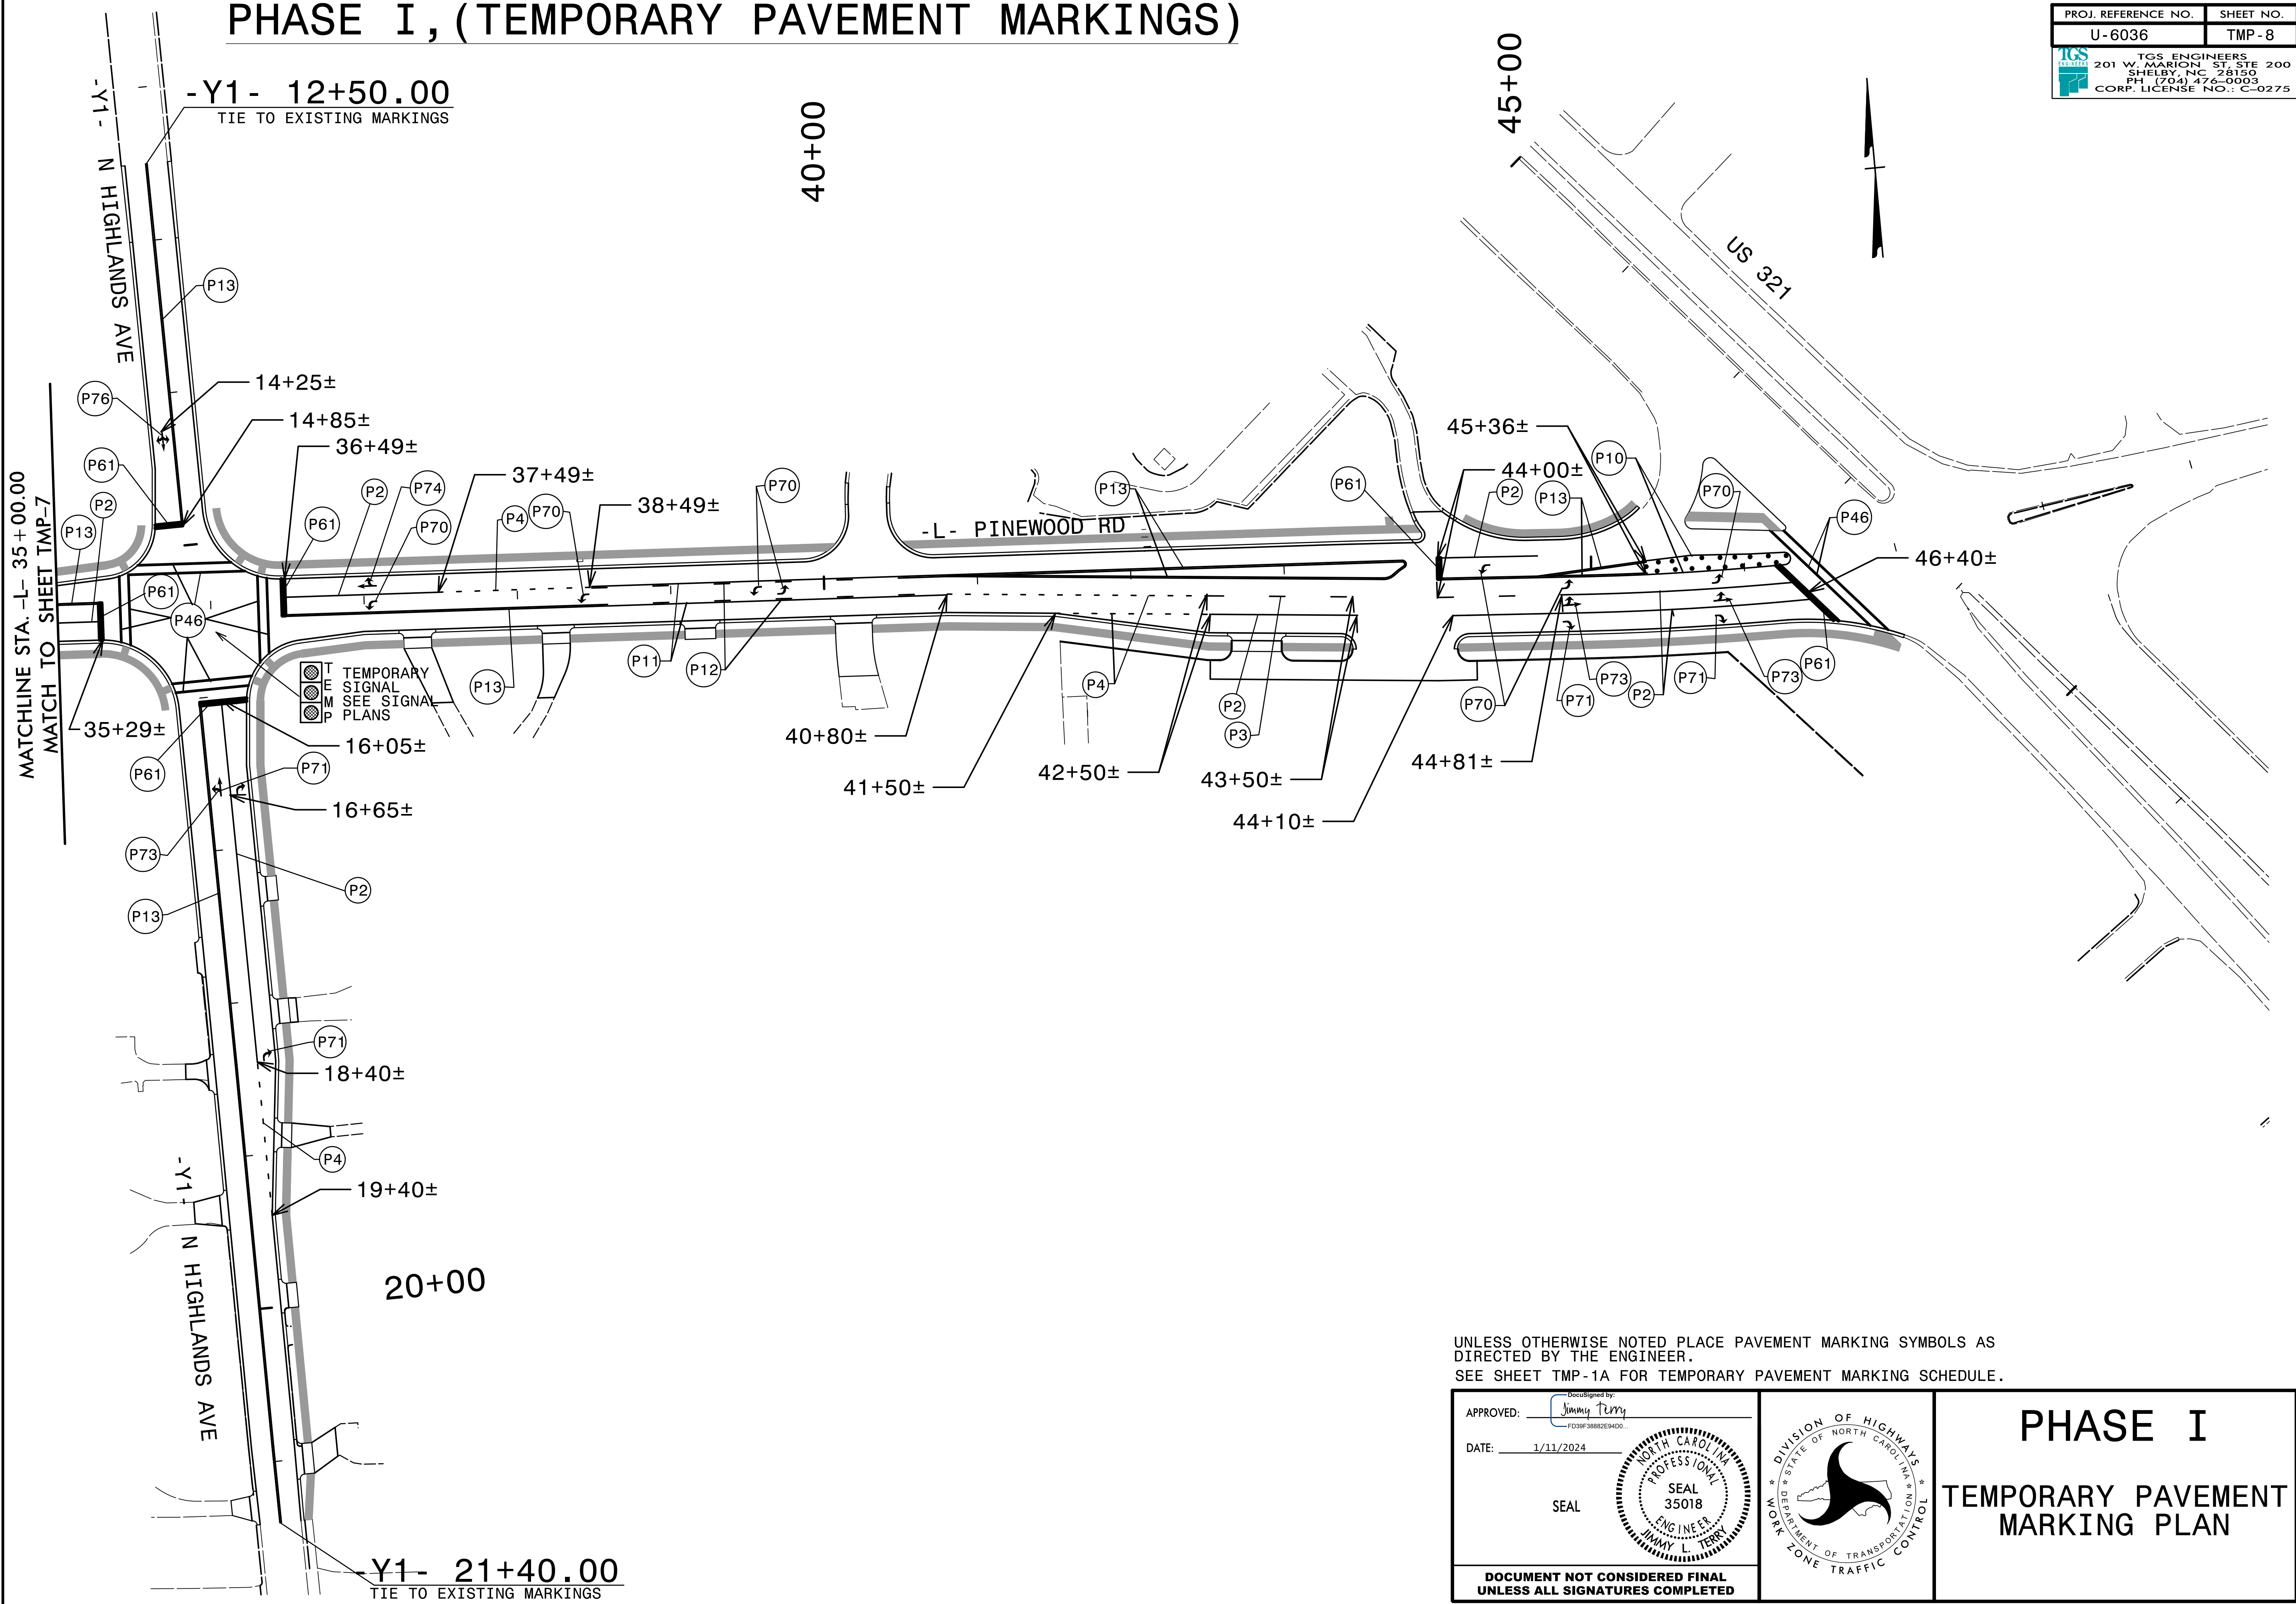 PHASE I, (TEMPORARY PAVEMENT MARKINGS)
PROJ. REFERENCE NO.
SHEET NO.
U-6036
TMP-8
TGS
ENGINEERS
TGS ENGINEERS
201 W. MARION ST, STE 200
SHELBY, NC 28150
PH (704) 476-0003
CORP. LICENSE NO.: C-0275
-Y1- 12+50.00
TIE TO EXISTING MARKINGS
-Y1-
N HIGHLANDS AVE
40+00
45+00
US 321
P13
14+25±
P76
14+85±
36+49±
P61
P2
P13
MATCHLINE STA. -L- 35+00.00
MATCH TO SHEET TMP-7
P61
P46
35+29±
P61
P2
P74
P70
37+49±
P4
P70
38+49±
P70
P13
-L- PINEWOOD RD
P61
45+36±
44+00±
P2
P13
P10
P70
P46
46+40±
T
E
M
P
TEMPORARY
SIGNAL
SEE SIGNAL
PLANS
P13
P11
P12
P4
P2
P3
P70
P71
P73
P2
P71
P73
P61
40+80±
41+50±
42+50±
43+50±
44+10±
44+81±
16+05±
P61
P71
16+65±
P73
P2
P13
P71
18+40±
P4
19+40±
-Y1-
N HIGHLANDS AVE
20+00
-Y1- 21+40.00
TIE TO EXISTING MARKINGS
UNLESS OTHERWISE NOTED PLACE PAVEMENT MARKING SYMBOLS AS
DIRECTED BY THE ENGINEER.
SEE SHEET TMP-1A FOR TEMPORARY PAVEMENT MARKING SCHEDULE.
APPROVED:
DocuSigned by:
Jimmy Terry
FD39F38882E94D0...
DATE: 1/11/2024
SEAL
NORTH CAROLINA
PROFESSIONAL
SEAL
35018
ENGINEER
JIMMY L. TERRY
DOCUMENT NOT CONSIDERED FINAL
UNLESS ALL SIGNATURES COMPLETED
DIVISION OF HIGHWAYS
STATE OF NORTH CAROLINA
DEPARTMENT OF TRANSPORTATION
WORK ZONE TRAFFIC CONTROL
PHASE I
TEMPORARY PAVEMENT
MARKING PLAN